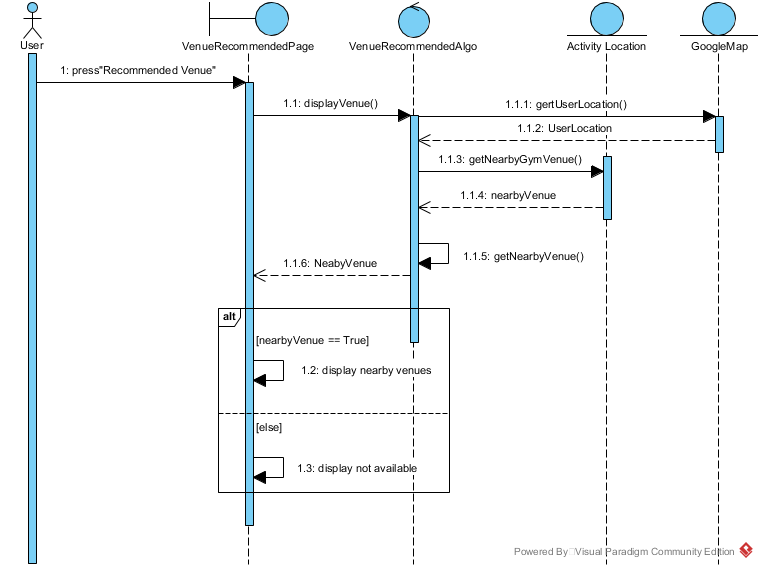 User
VenueRecommendedPage
VenueRecommendedAlgo
Activity Location
GoogleMap
1: press"Recommended Venue"
1.1: displayVenue()
1.1.1: gertUserLocation()
1.1.2: UserLocation
1.1.3: getNearbyGymVenue()
1.1.4: nearbyVenue
1.1.5: getNearbyVenue()
1.1.6: NeabyVenue
alt
[nearbyVenue == True]
1.2: display nearby venues
[else]
1.3: display not available
Powered By Visual Paradigm Community Edition